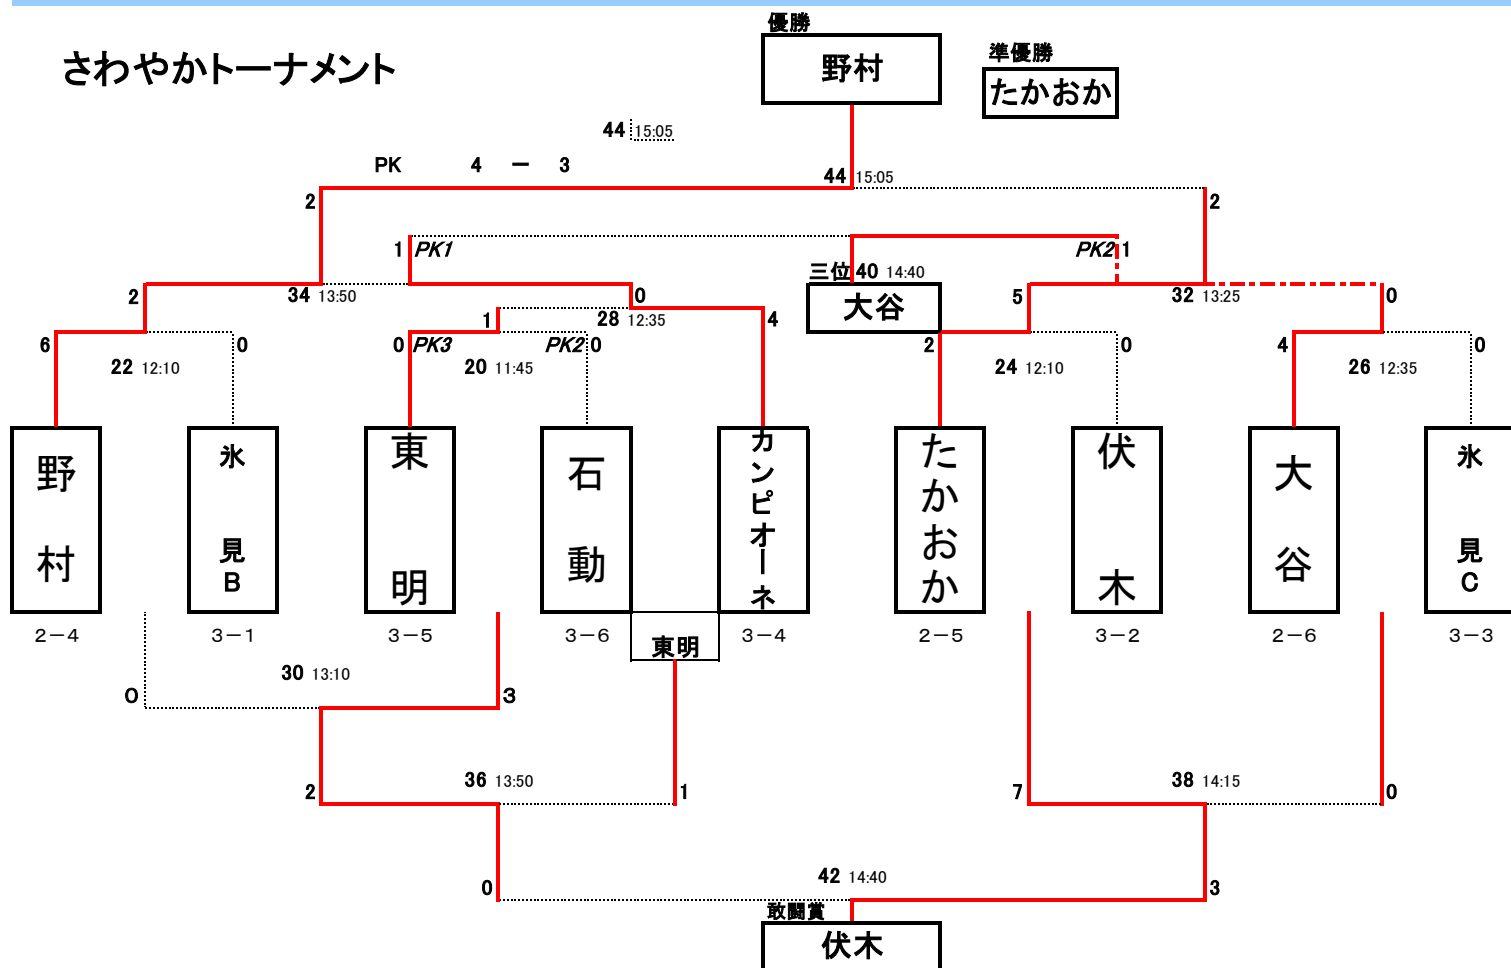 優勝
さわやかトーナメント
野村
準優勝
たかおか
44 15:05
PK 4 － 3
44 15:05
2 2
1 PK1 PK2 1
三位 40 14:40
大谷
2 34 13:50 0 5 32 13:25 0
1 28 12:35 4
6 0 0 PK3 PK2 0 2 0 4 0
22 12:10 20 11:45 24 12:10 26 12:35
野村
氷見B
東明
石動
カンピオーネ
たかおか
伏木
大谷
氷見C
2－4 3－1 3－5 3－6 3－4 2－5 3－2 2－6 3－3
東明
30 13:10
0 3
36 13:50 38 14:15
2 1 7 0
42 14:40
0 3
敢闘賞
伏木